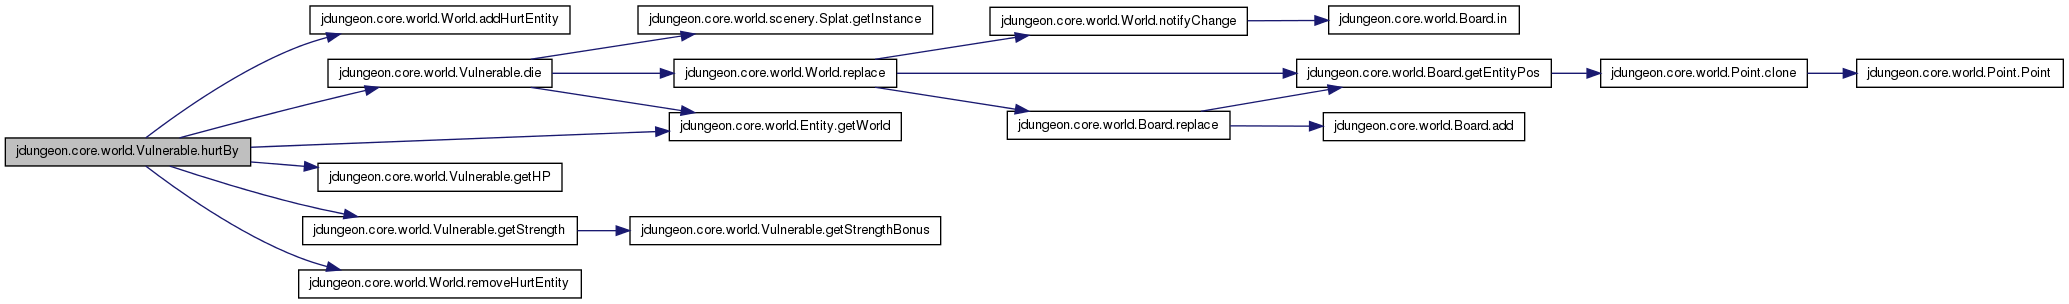 jdungeon.core.world.Vulnerable.hurtBy
jdungeon.core.world.World.addHurtEntity
jdungeon.core.world.Vulnerable.die
jdungeon.core.world.Vulnerable.getHP
jdungeon.core.world.Vulnerable.getStrength
jdungeon.core.world.World.removeHurtEntity
jdungeon.core.world.scenery.Splat.getInstance
jdungeon.core.world.World.replace
jdungeon.core.world.Entity.getWorld
jdungeon.core.world.Vulnerable.getStrengthBonus
jdungeon.core.world.World.notifyChange
jdungeon.core.world.Board.replace
jdungeon.core.world.Board.in
jdungeon.core.world.Board.getEntityPos
jdungeon.core.world.Board.add
jdungeon.core.world.Point.clone
jdungeon.core.world.Point.Point